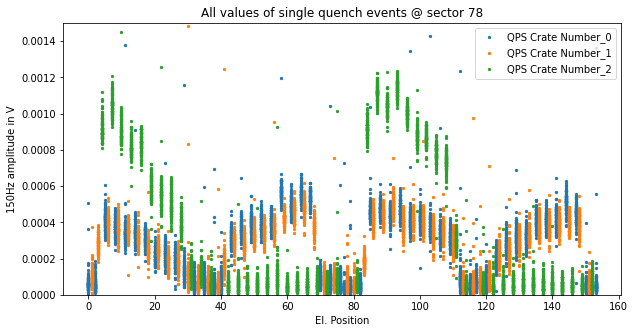 All values of single quench events @ sector 78
QPS Crate Number_0
QPS Crate Number_1
QPS Crate Number_2
150Hz amplitude in V
0.0014
0.0012
0.0010
0.0008
0.0006
0.0004
0.0002
0.0000
0 20 40 60 80 100 120 140 160
El. Position